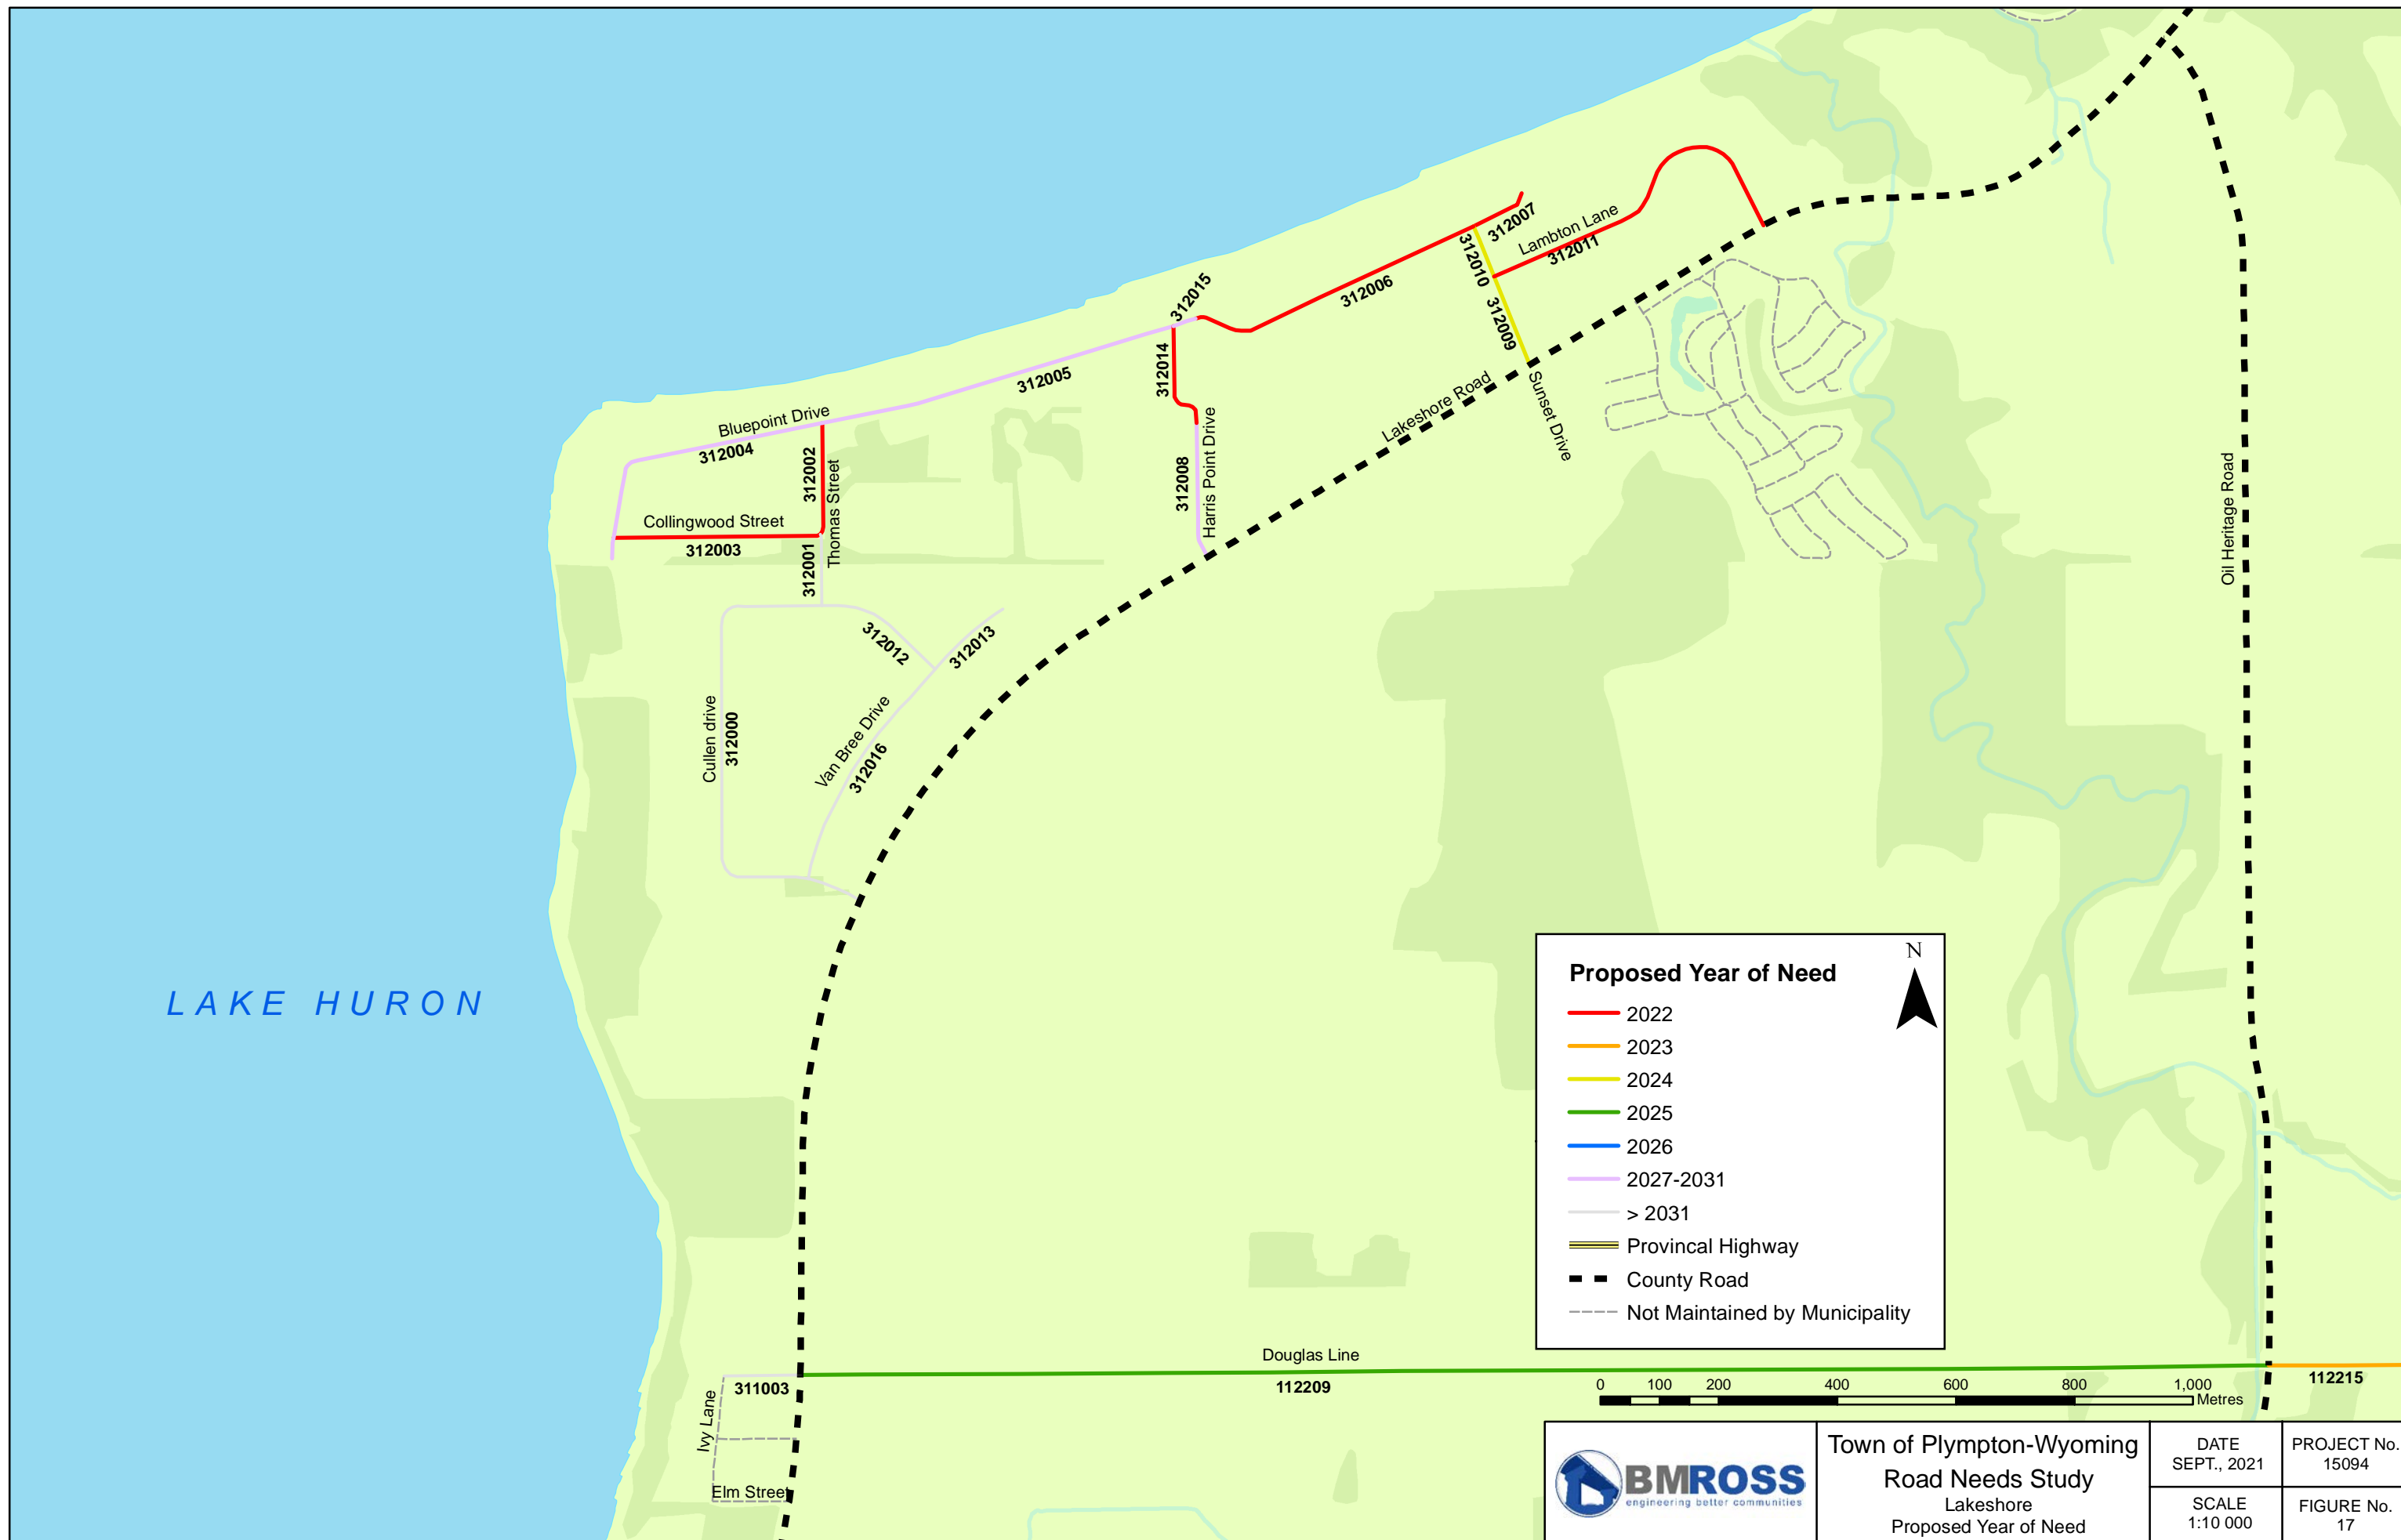 312007
Lambton Lane
312011
312010
312015
312006
312009
312014
312005
Lakeshore Road
Sunset Drive
Bluepoint Drive
312004
312002
Thomas Street
312008
Harris Point Drive
Oil Heritage Road
Collingwood Street
312003
312001
312012
312013
Cullen drive
312000
Van Bree Drive
312016
LAKE HURON
N
Proposed Year of Need
2022
2023
2024
2025
2026
2027-2031
> 2031
Provincal Highway
County Road
Not Maintained by Municipality
Douglas Line
311003
112209
112215
0 100 200 400 600 800 1,000
Metres
Ivy Lane
Elm Street
BMROSS
engineering better communities
Town of Plympton-Wyoming
Road Needs Study
Lakeshore
Proposed Year of Need
DATE
SEPT., 2021
PROJECT No.
15094
SCALE
1:10 000
FIGURE No.
17